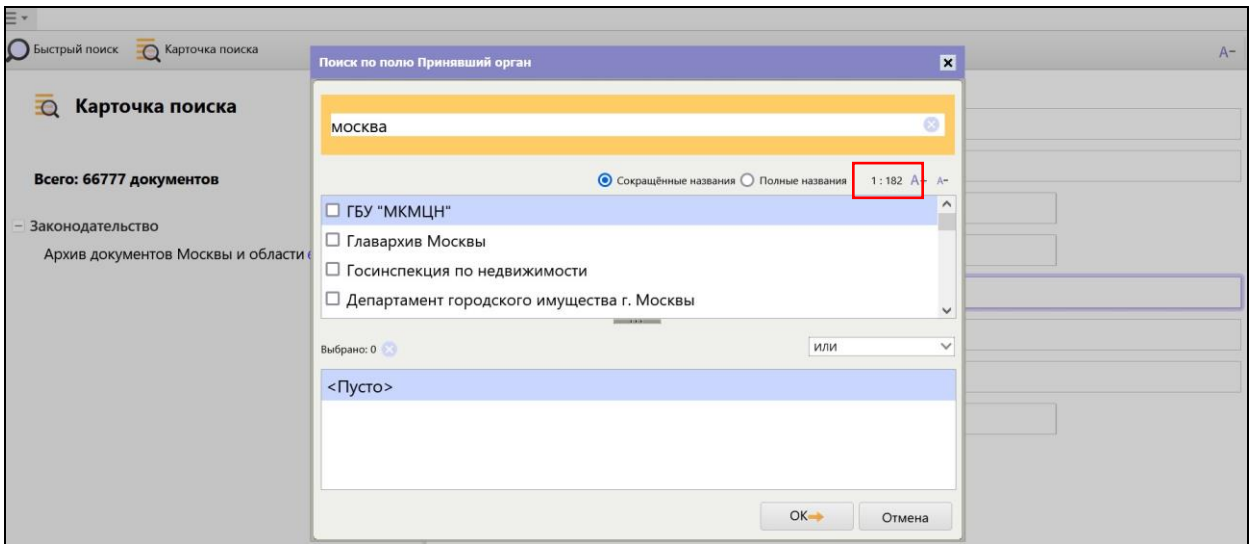 Быстрый поиск Карточка поиска A−
Поиск по полю Принявший орган
Карточка поиска
москва
Всего: 66777 документов
Сокращённые названия Полные названия 1 : 182 A+ A−
ГБУ "МКМЦН"
Законодательство
Главархив Москвы
Архив документов Москвы и области
Госинспекция по недвижимости
Департамент городского имущества г. Москвы
Выбрано: 0 ИЛИ
<Пусто>
ОК Отмена